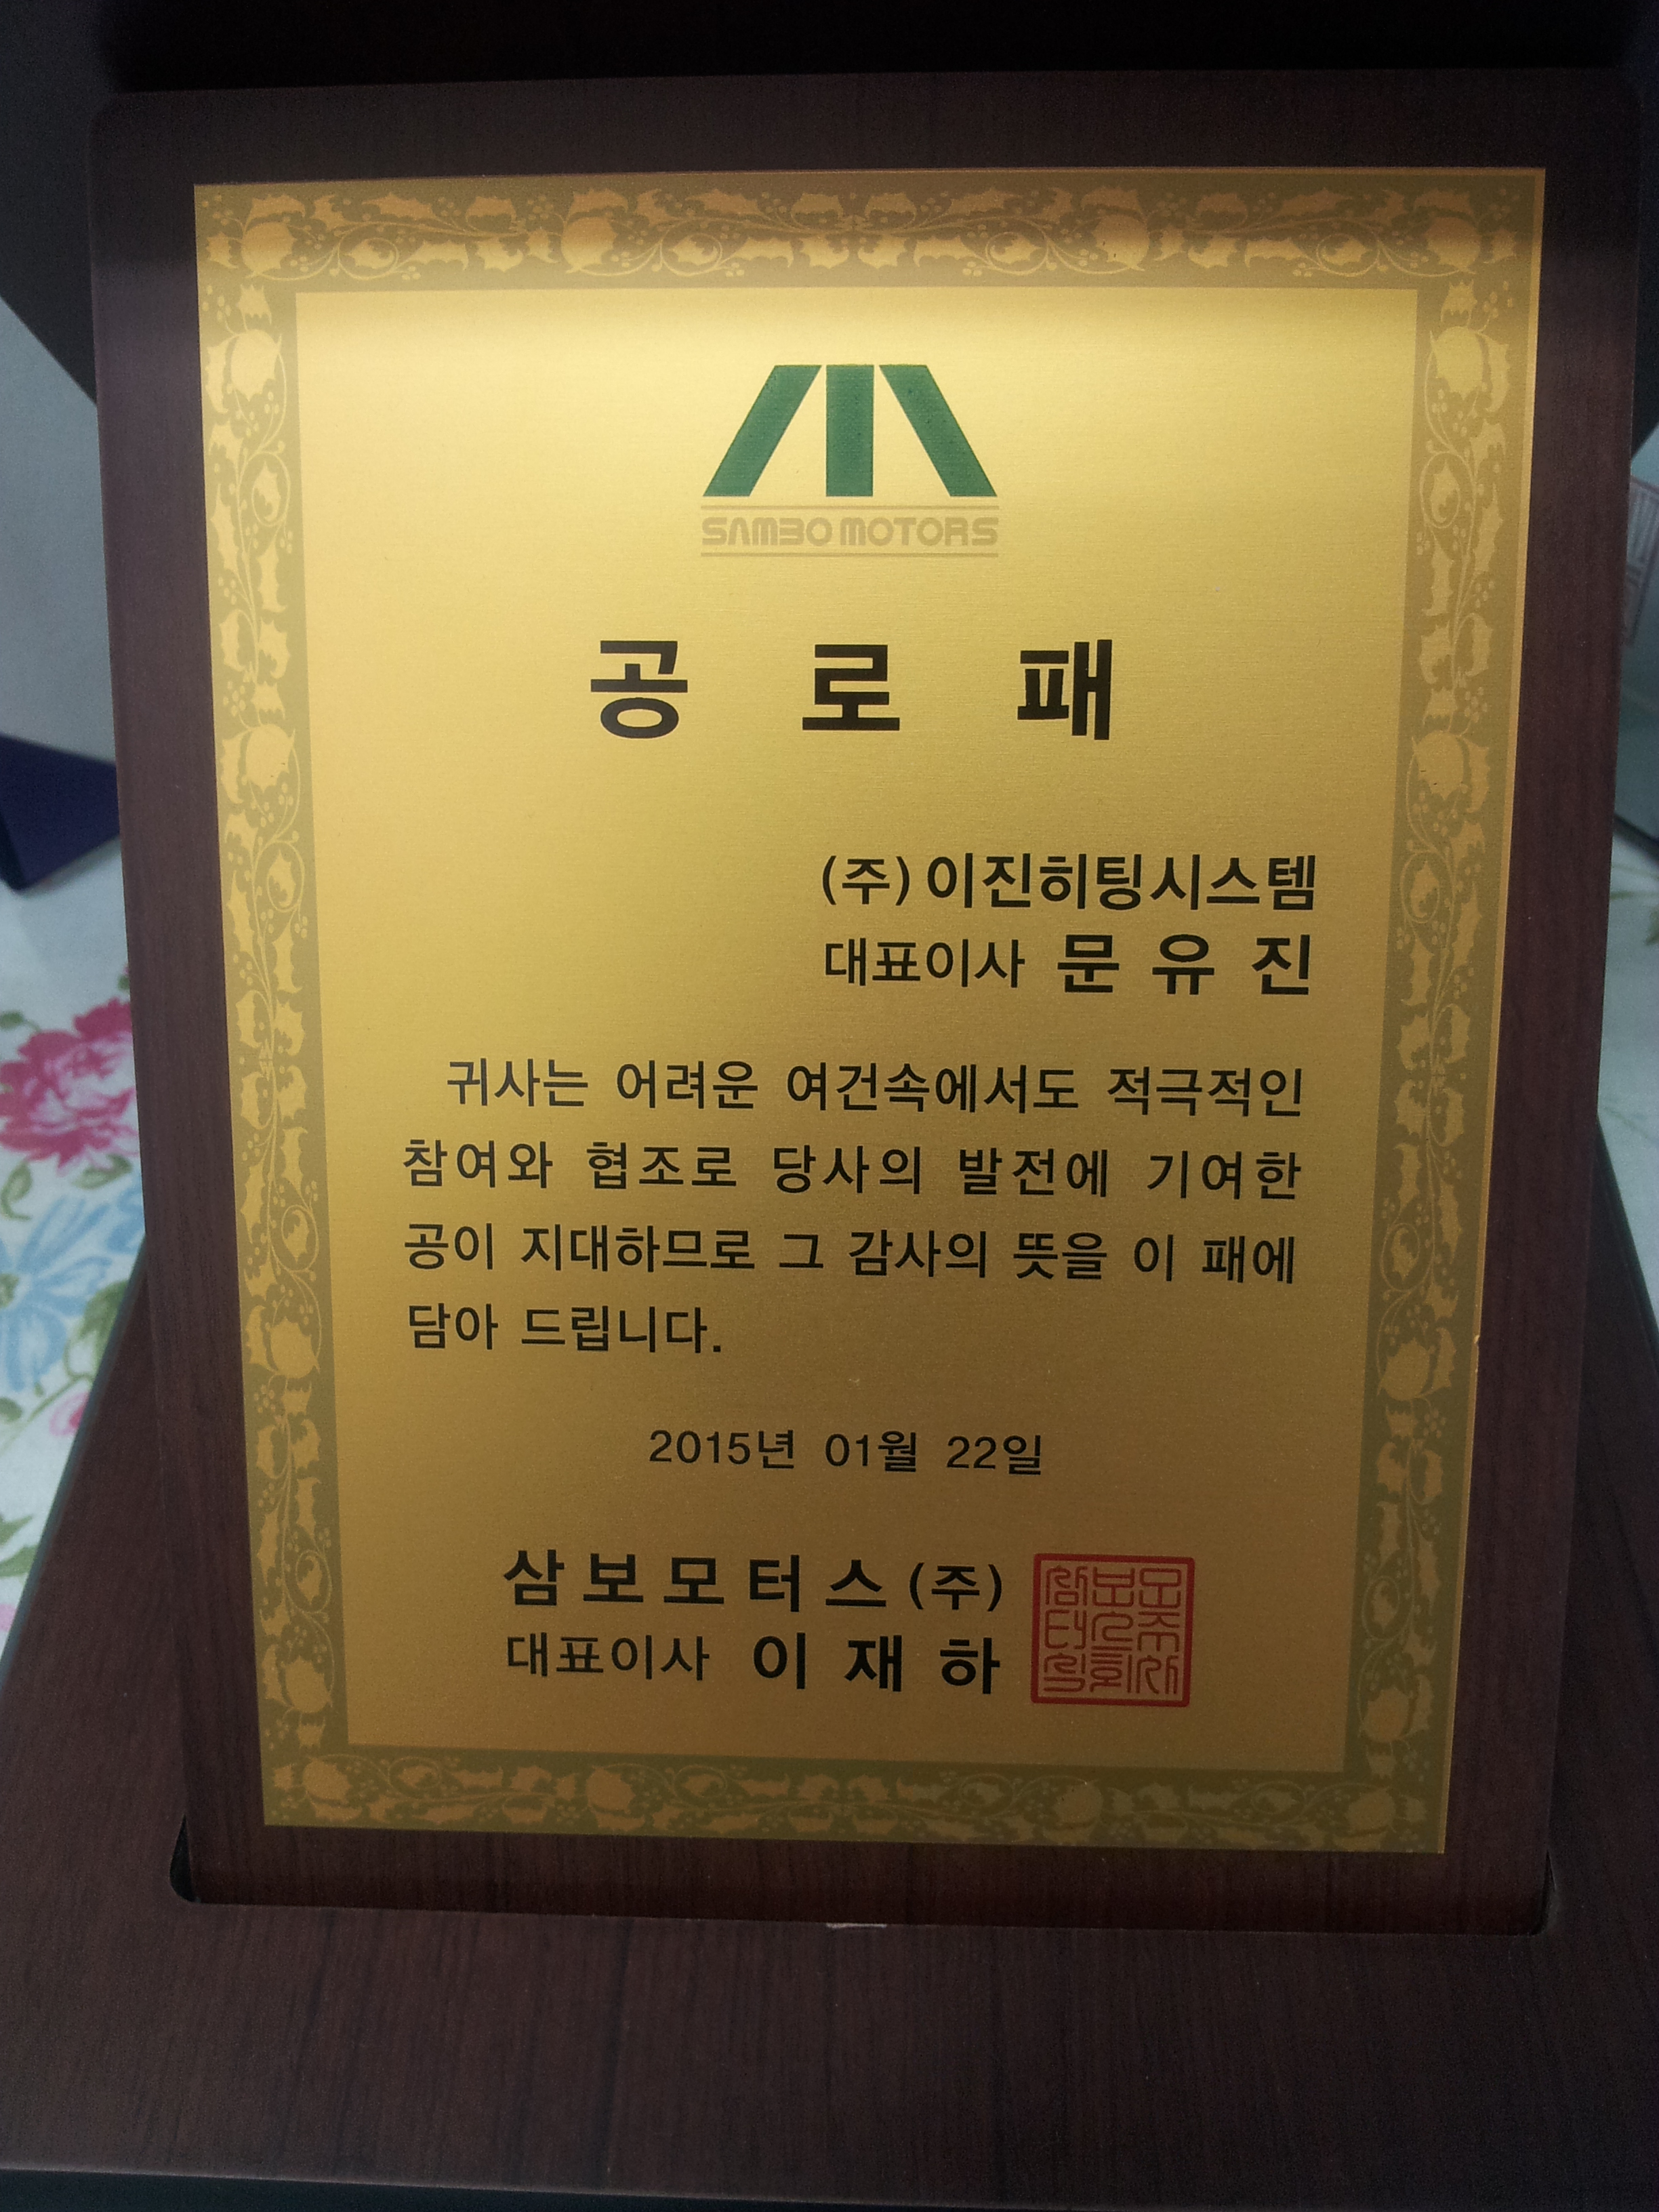 SAMBO MOTORS
공 로 패
(주)이진히팅시스템
대표이사 문 유 진
귀사는 어려운 여건속에서도 적극적인
참여와 협조로 당사의 발전에 기여한
공이 지대하므로 그 감사의 뜻을 이 패에
담아 드립니다.
2015년 01월 22일
삼보모터스(주)
대표이사 이 재 하